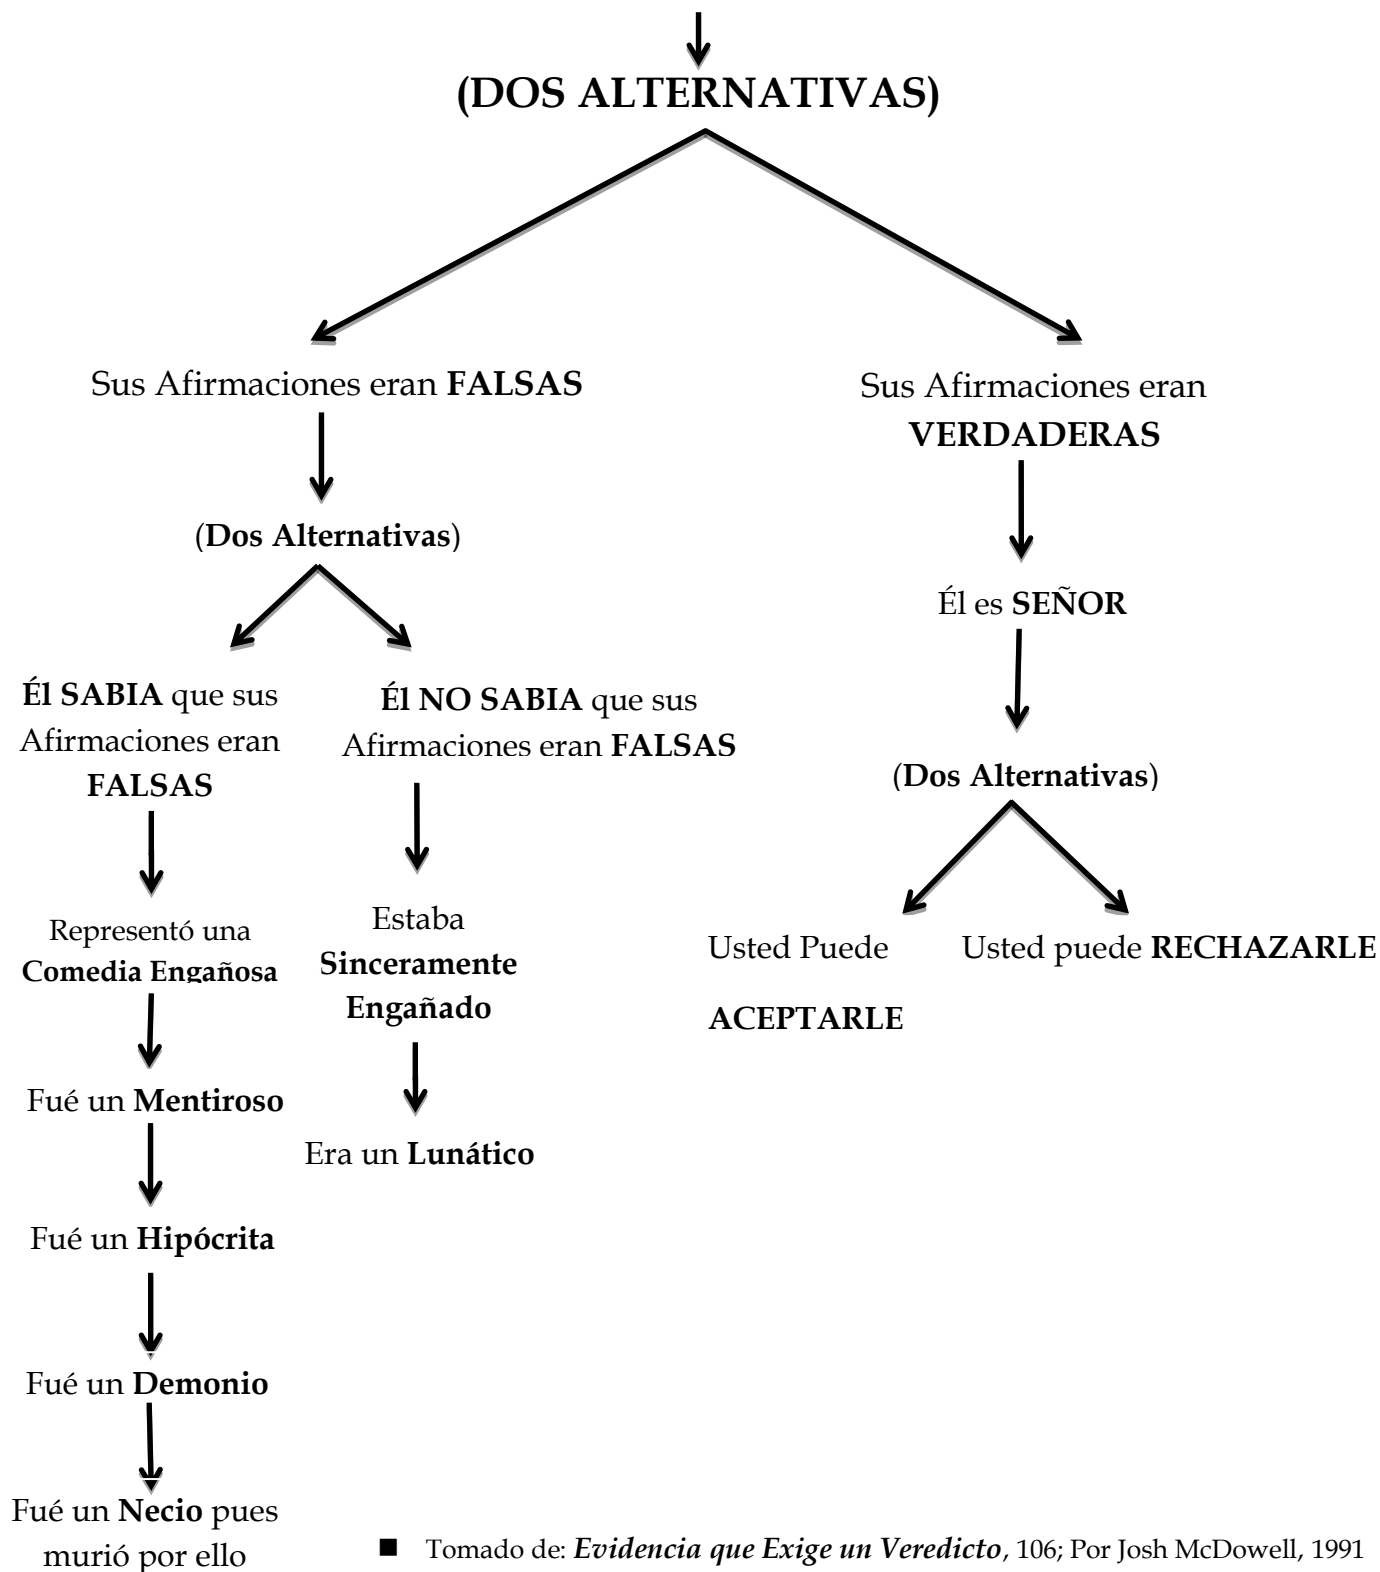 (DOS ALTERNATIVAS)
Sus Afirmaciones eran FALSAS
Sus Afirmaciones eran
VERDADERAS
(Dos Alternativas)
Él es SEÑOR
Él SABIA que sus
Afirmaciones eran
FALSAS
Él NO SABIA que sus
Afirmaciones eran FALSAS
(Dos Alternativas)
Representó una
Comedia Engañosa
Estaba
Sinceramente
Engañado
Usted Puede
ACEPTARLE
Usted puede RECHAZARLE
Fué un Mentiroso
Era un Lunático
Fué un Hipócrita
Fué un Demonio
Fué un Necio pues
murió por ello
■ Tomado de: Evidencia que Exige un Veredicto, 106; Por Josh McDowell, 1991